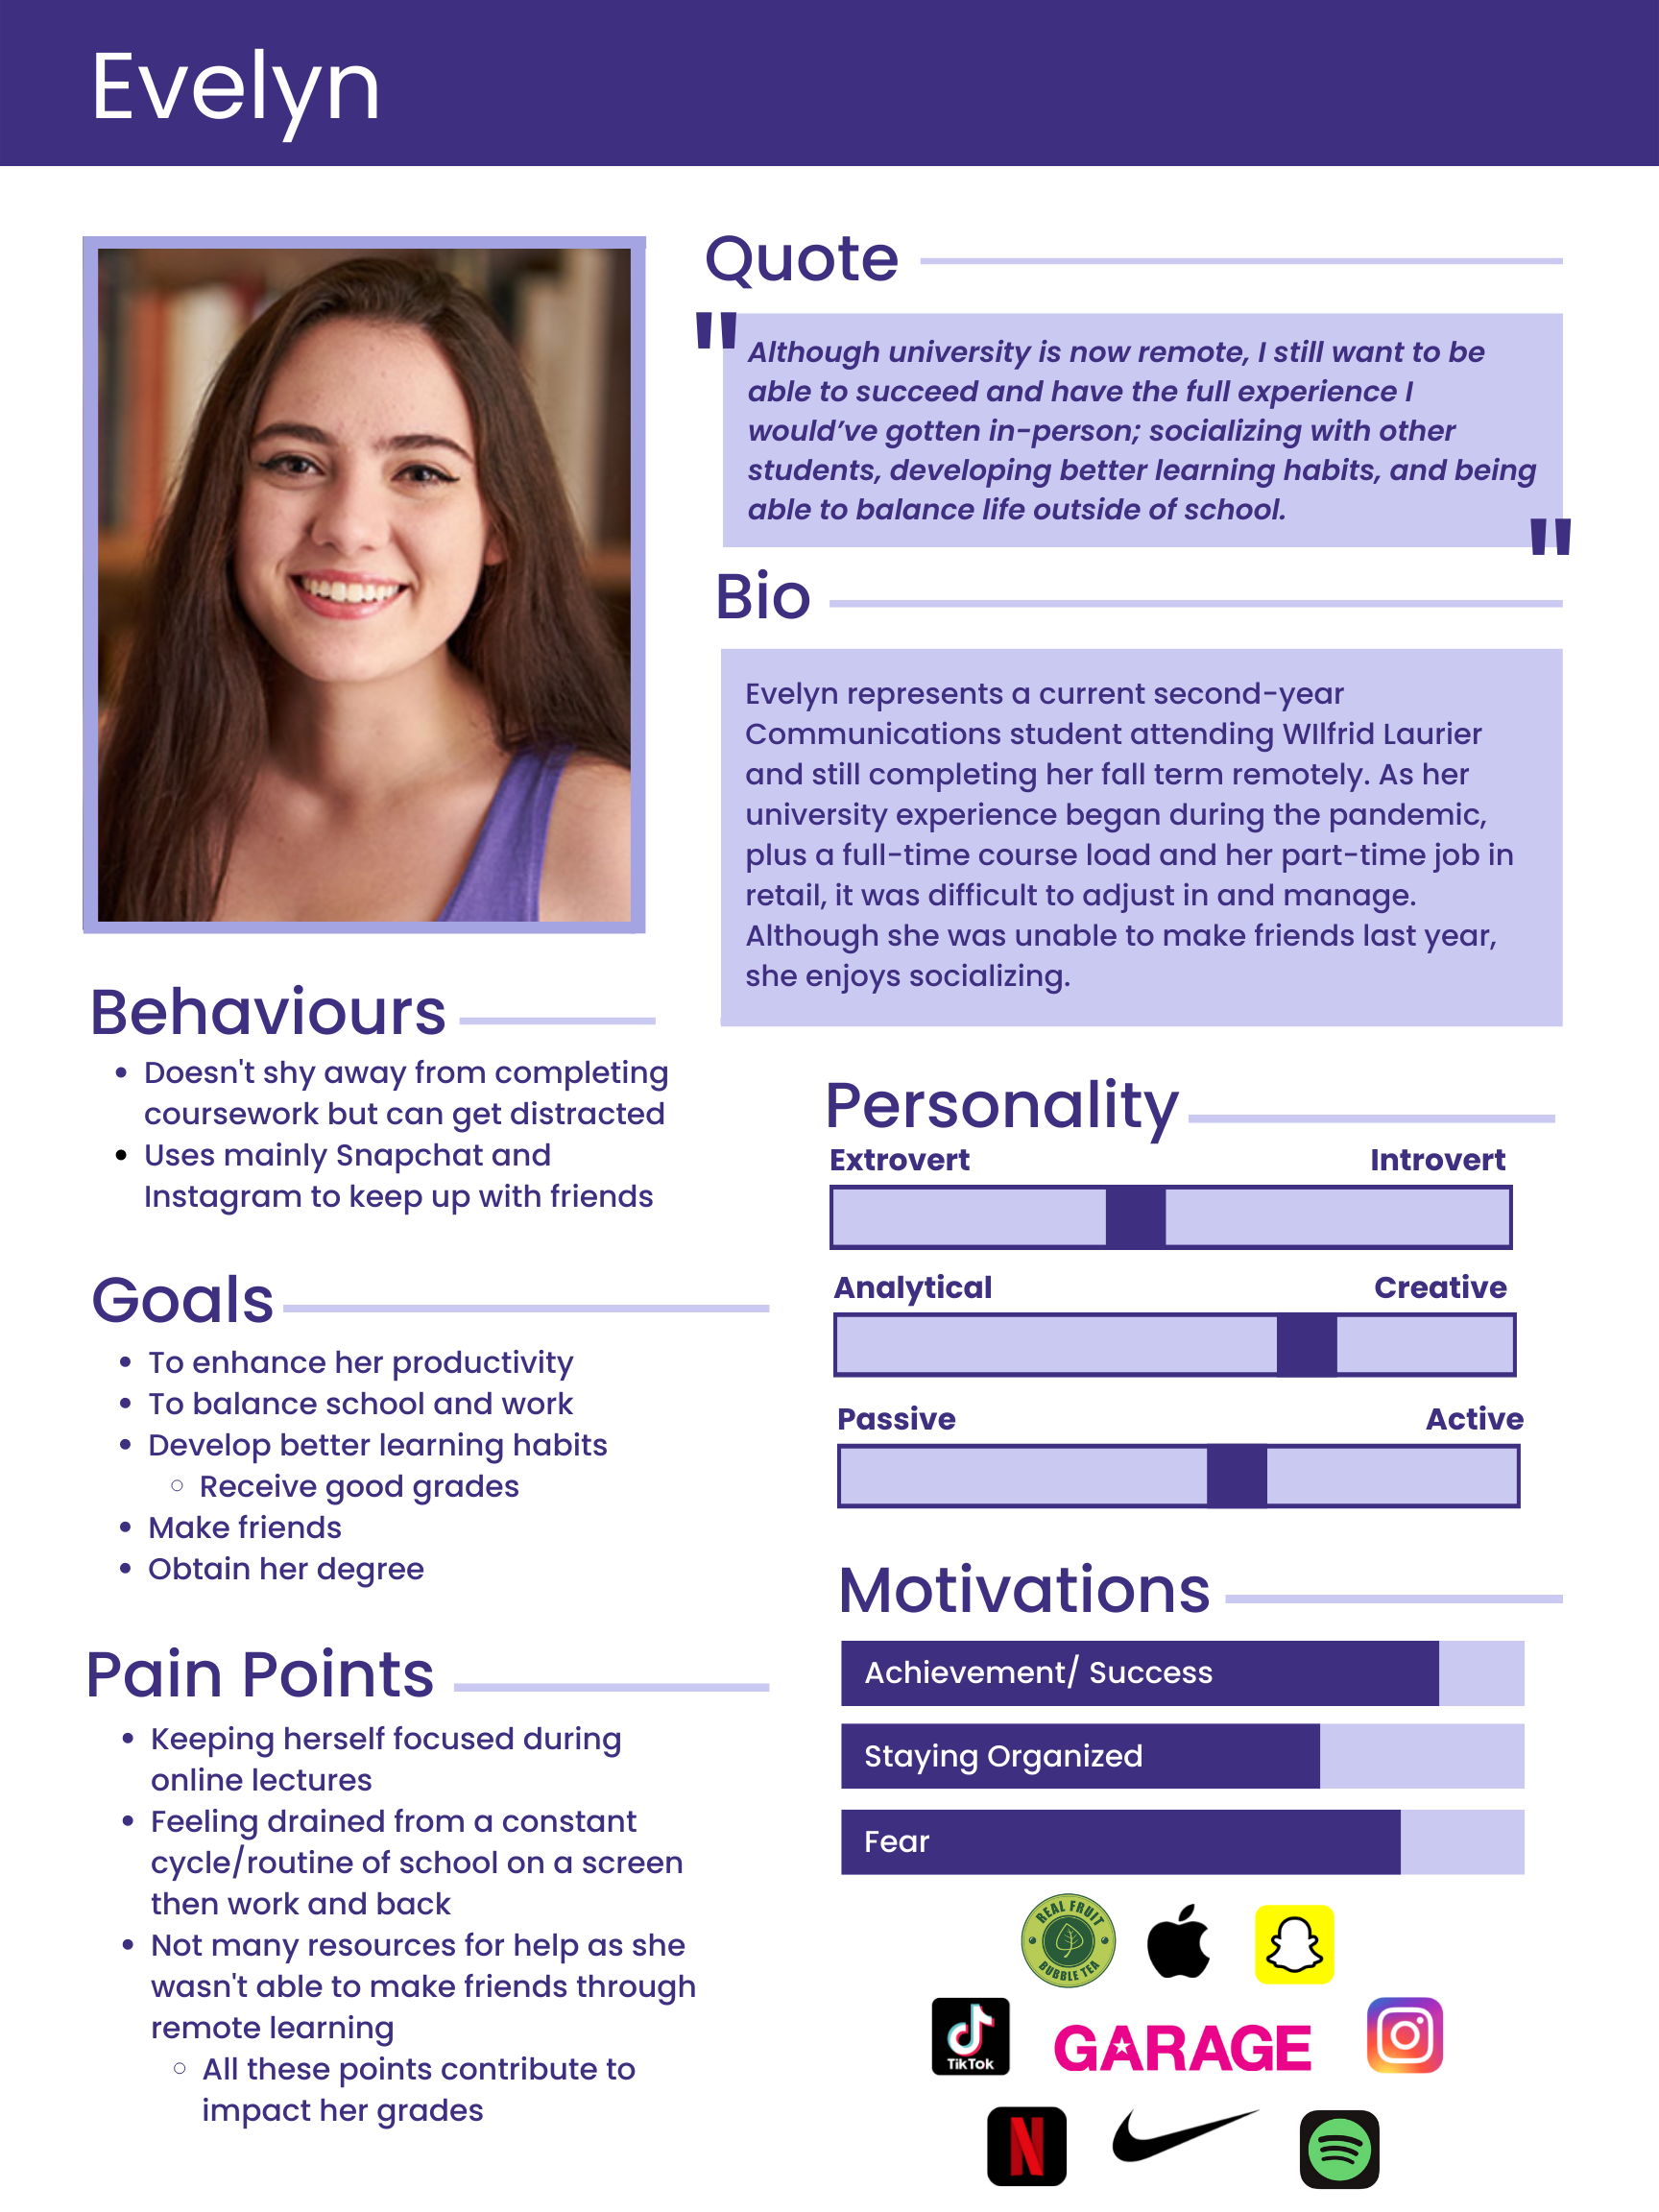 Evelyn
Quote
"Although university is now remote, I still want to be
able to succeed and have the full experience I
would’ve gotten in-person; socializing with other
students, developing better learning habits, and being
able to balance life outside of school."
Bio
Evelyn represents a current second-year
Communications student attending WIlfrid Laurier
and still completing her fall term remotely. As her
university experience began during the pandemic,
plus a full-time course load and her part-time job in
retail, it was difficult to adjust in and manage.
Although she was unable to make friends last year,
she enjoys socializing.
Behaviours
Doesn't shy away from completing
coursework but can get distracted
Uses mainly Snapchat and
Instagram to keep up with friends
Goals
To enhance her productivity
To balance school and work
Develop better learning habits
Receive good grades
Make friends
Obtain her degree
Pain Points
Keeping herself focused during
online lectures
Feeling drained from a constant
cycle/routine of school on a screen
then work and back
Not many resources for help as she
wasn't able to make friends through
remote learning
All these points contribute to
impact her grades
Personality
Extrovert Introvert
Analytical Creative
Passive Active
Motivations
Achievement/ Success
Staying Organized
Fear
REAL FRUIT
BUBBLE TEA
TikTok
GARAGE
N